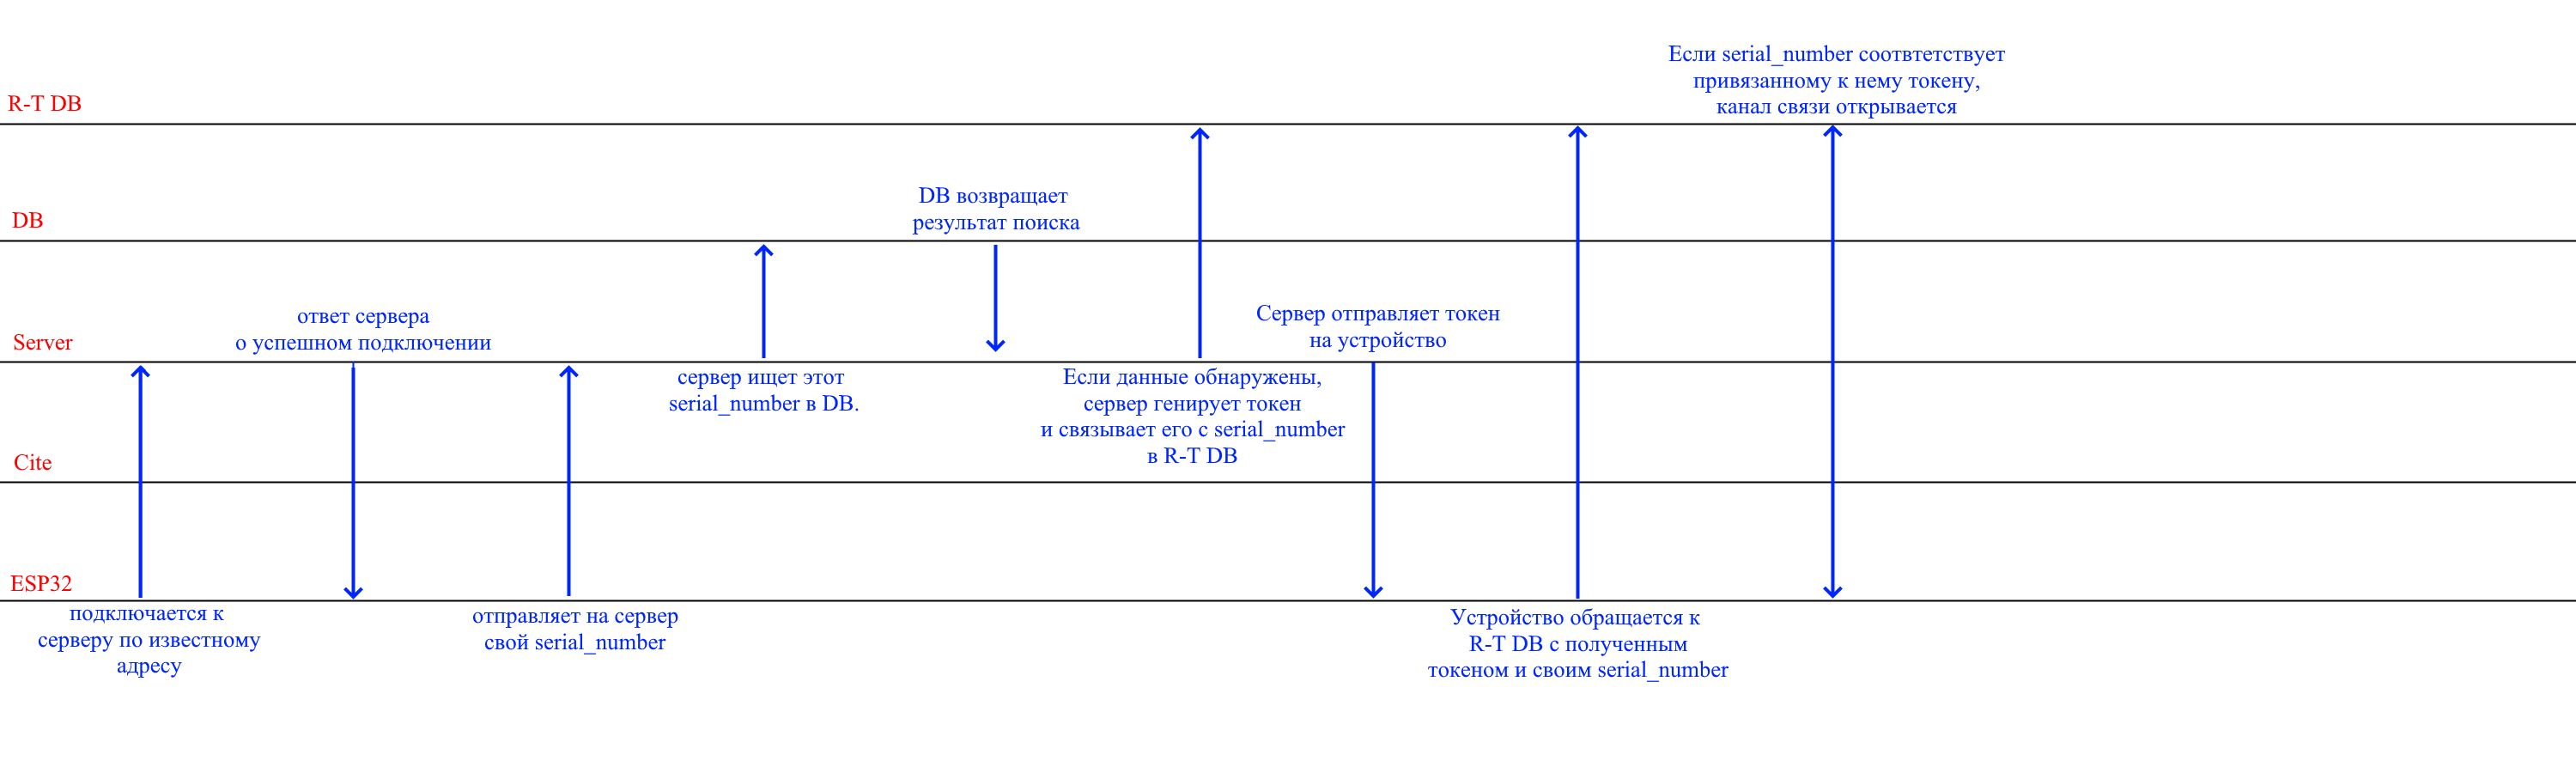 Если serial_number соотвтетствует
привязанному к нему токену,
канал связи открывается
R-T DB
DB возвращает
результат поиска
DB
ответ сервера
о успешном подключении
Сервер отправляет токен
на устройство
Server
сервер ищет этот
serial_number в DB.
Если данные обнаружены,
сервер генирует токен
и связывает его с serial_number
в R-T DB
Cite
ESP32
подключается к
серверу по известному
адресу
отправляет на сервер
свой serial_number
Устройство обращается к
R-T DB с полученным
токеном и своим serial_number